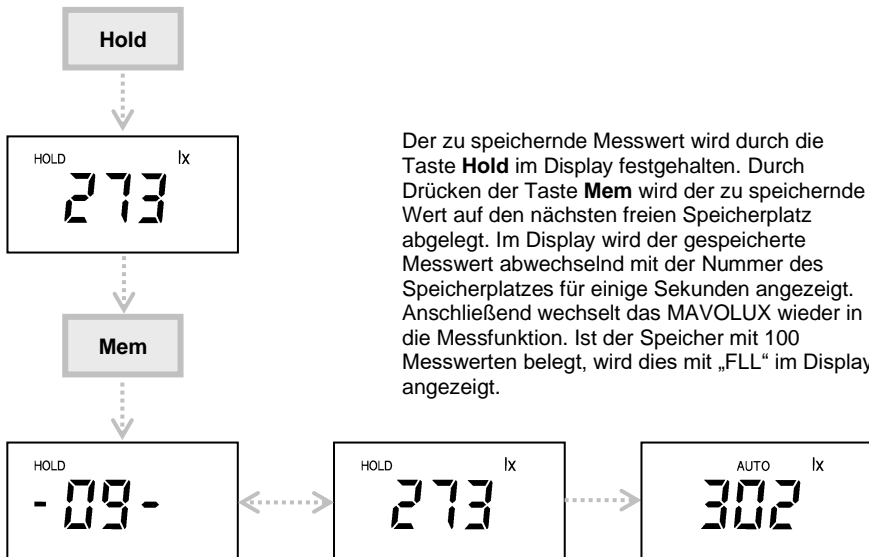 Hold
HOLD lx
273
Der zu speichernde Messwert wird durch die
Taste Hold im Display festgehalten. Durch
Drücken der Taste Mem wird der zu speichernde
Wert auf den nächsten freien Speicherplatz
abgelegt. Im Display wird der gespeicherte
Messwert abwechselnd mit der Nummer des
Speicherplatzes für einige Sekunden angezeigt.
Anschließend wechselt das MAVOLUX wieder in
die Messfunktion. Ist der Speicher mit 100
Messwerten belegt, wird dies mit „FLL“ im Display
angezeigt.
Mem
HOLD
-09-
HOLD lx
273
AUTO lx
302